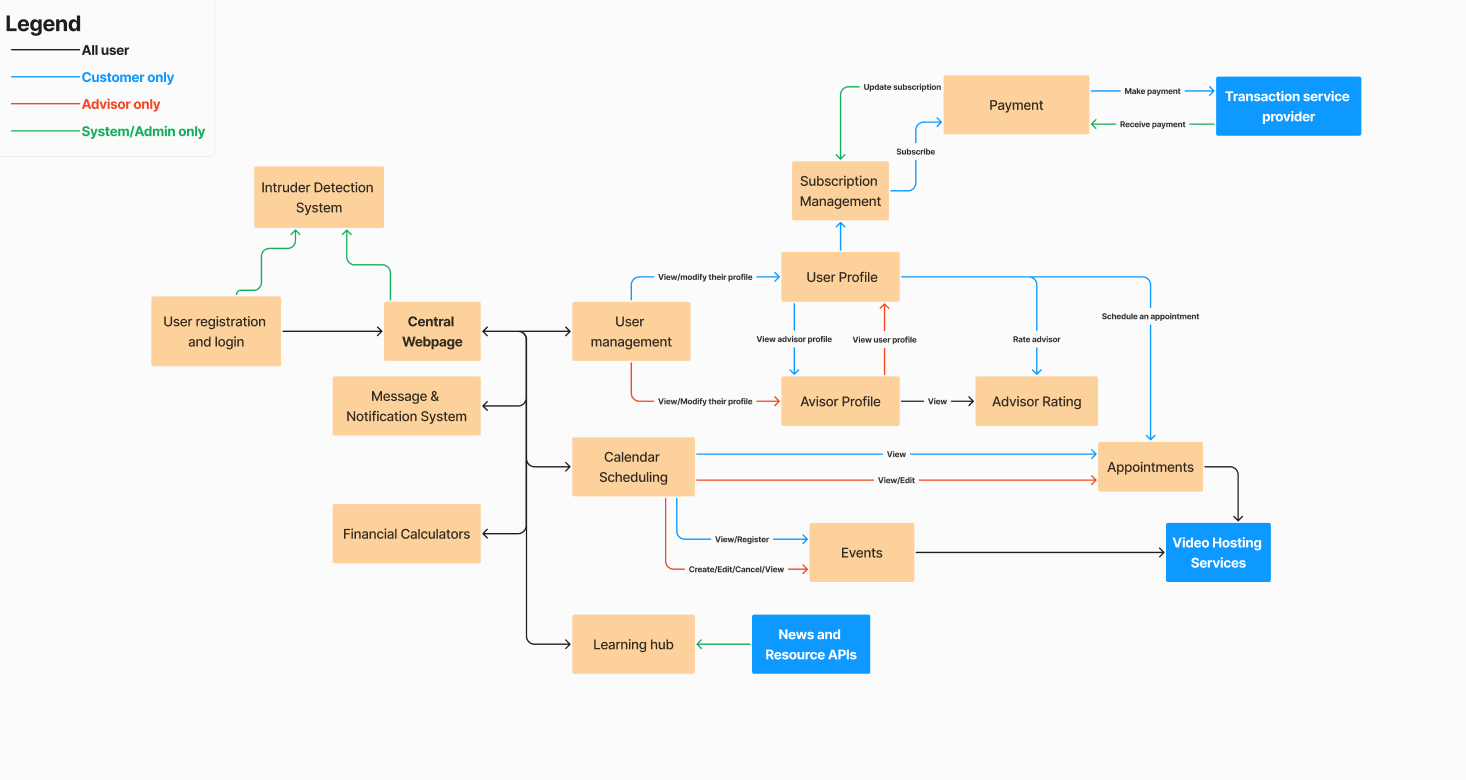 Legend
All user
Customer only
Advisor only
System/Admin only
Update subscription
Payment
Make payment
Transaction service
provider
Receive payment
Subscribe
Intruder Detection
System
Subscription
Management
View/modify their profile
User Profile
User registration
and login
Central
Webpage
User
management
Schedule an appointment
View advisor profile
View user profile
Rate advisor
Message &
Notification System
View/Modify their profile
Avisor Profile
View
Advisor Rating
Calendar
Scheduling
View
View/Edit
Appointments
Financial Calculators
View/Register
Create/Edit/Cancel/View
Events
Video Hosting
Services
Learning hub
News and
Resource APIs